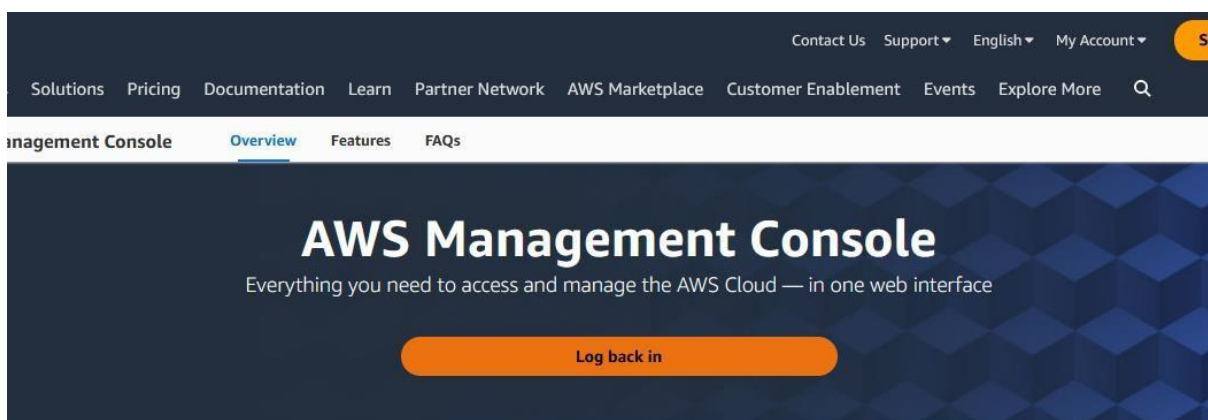 Contact Us Support English My Account S
Solutions Pricing Documentation Learn Partner Network AWS Marketplace Customer Enablement Events Explore More
anagement Console Overview Features FAQs
AWS Management Console
Everything you need to access and manage the AWS Cloud — in one web interface
Log back in